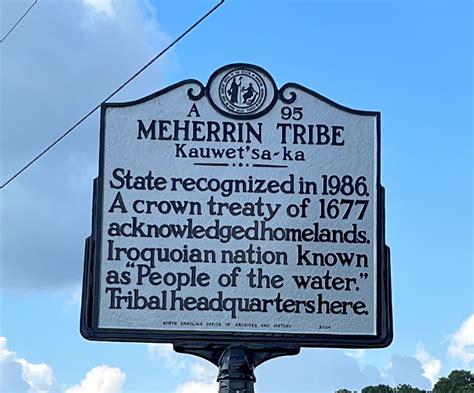 A 95
MEHERRIN TRIBE
Kauwet'sa-ka
State recognized in 1986.
A crown treaty of 1677
acknowledged homelands.
Iroquoian nation known
as "People of the water."
Tribal headquarters here.
NORTH CAROLINA OFFICE OF ARCHIVES AND HISTORY